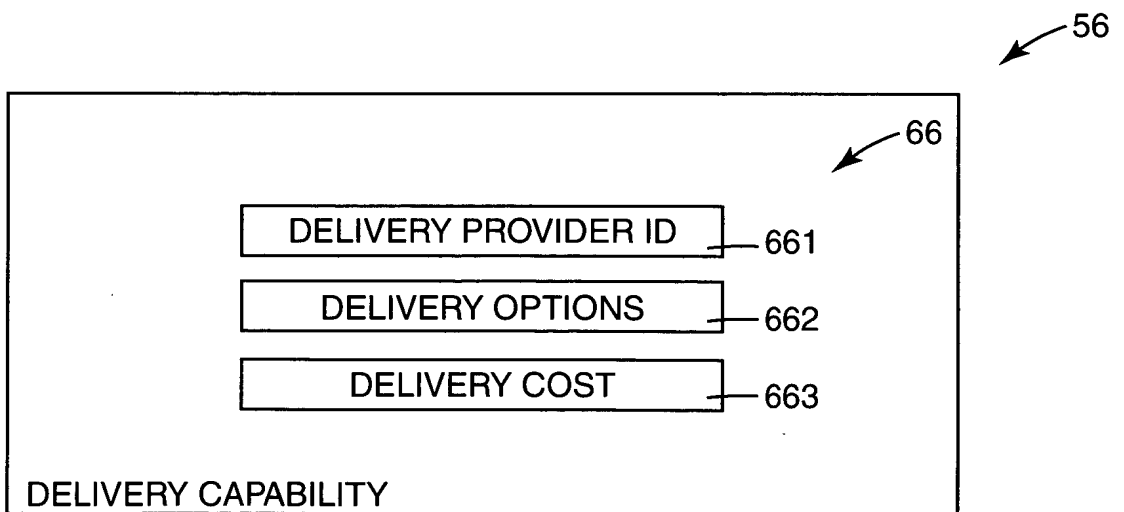 56
66
DELIVERY PROVIDER ID
661
DELIVERY OPTIONS
662
DELIVERY COST
663
DELIVERY CAPABILITY